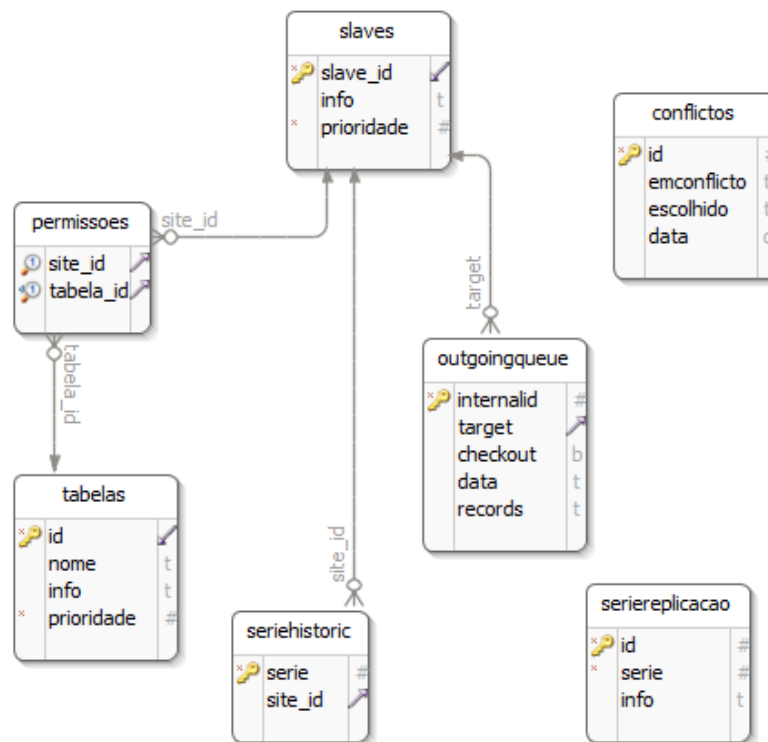 slaves
slave_id
info t
prioridade #
conflictos
id #
emconflicto t
escolhido t
data d
permissoes
site_id
tabela_id
site_id
tabela_id
target
outgoingqueue
internalid #
target
checkout b
data t
records t
tabelas
id
nome t
info t
prioridade #
site_id
seriehistoric
serie #
site_id
seriereplicacao
id #
serie #
info t